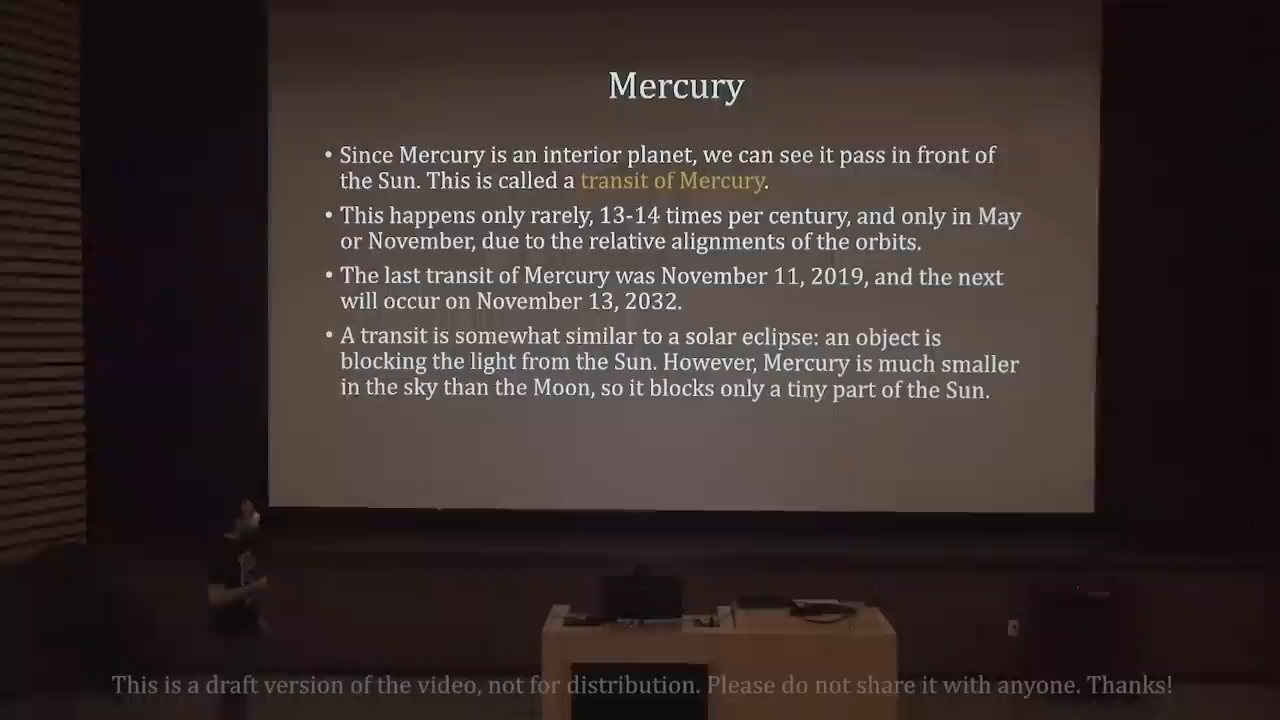 Mercury
• Since Mercury is an interior planet, we can see it pass in front of
the Sun. This is called a transit of Mercury.
• This happens only rarely, 13-14 times per century, and only in May
or November, due to the relative alignments of the orbits.
• The last transit of Mercury was November 11, 2019, and the next
will occur on November 13, 2032.
• A transit is somewhat similar to a solar eclipse: an object is
blocking the light from the Sun. However, Mercury is much smaller
in the sky than the Moon, so it blocks only a tiny part of the Sun.
This is a draft version of the video, not for distribution. Please do not share it with anyone. Thanks!